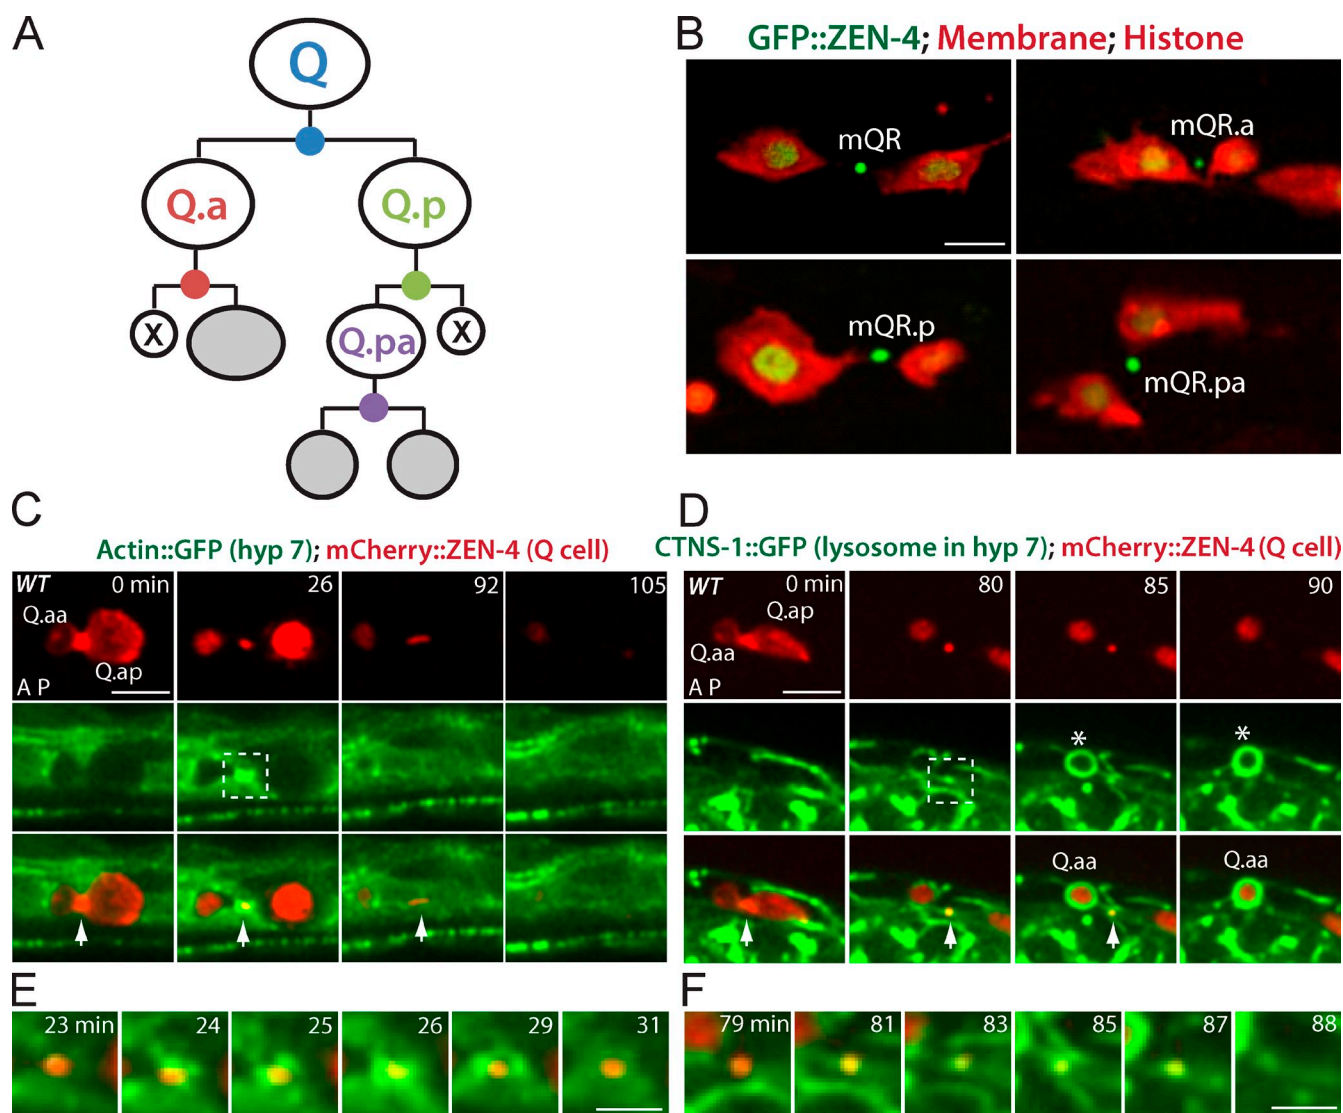 A
Q
Q.a
Q.p
X
Q.pa
X
B
GFP::ZEN-4; Membrane; Histone
mQR
mQR.a
mQR.p
mQR.pa
C
Actin::GFP (hyp 7); mCherry::ZEN-4 (Q cell)
WT 0 min 26 92 105
Q.aa
Q.ap
A P
D
CTNS-1::GFP (lysosome in hyp 7); mCherry::ZEN-4 (Q cell)
WT 0 min 80 85 90
Q.ap
Q.aa
A P
* *
Q.aa Q.aa
E
23 min 24 25 26 29 31
F
79 min 81 83 85 87 88